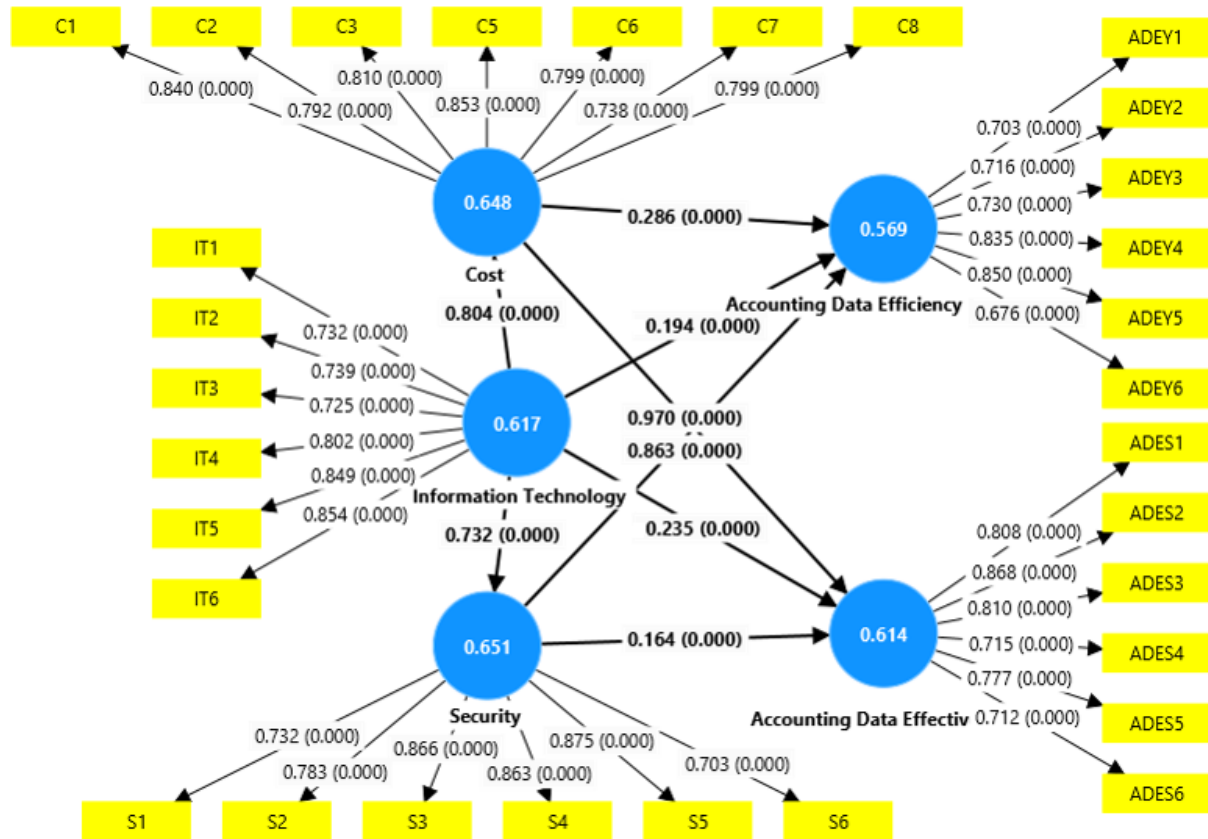 C1 C2 C3 C5 C6 C7 C8
ADEY1
ADEY2
ADEY3
ADEY4
ADEY5
ADEY6
0.840 (0.000)
0.792 (0.000)
0.810 (0.000)
0.853 (0.000)
0.799 (0.000)
0.738 (0.000)
0.799 (0.000)
0.703 (0.000)
0.716 (0.000)
0.730 (0.000)
0.835 (0.000)
0.850 (0.000)
0.676 (0.000)
0.648
Cost
0.286 (0.000)
0.569
Accounting Data Efficiency
IT1
IT2
IT3
IT4
IT5
IT6
0.732 (0.000)
0.739 (0.000)
0.725 (0.000)
0.802 (0.000)
0.849 (0.000)
0.854 (0.000)
0.804 (0.000)
0.194 (0.000)
0.617
Information Technology
0.970 (0.000)
0.863 (0.000)
0.732 (0.000)
0.235 (0.000)
ADES1
ADES2
ADES3
ADES4
ADES5
ADES6
0.808 (0.000)
0.868 (0.000)
0.810 (0.000)
0.715 (0.000)
0.777 (0.000)
0.712 (0.000)
0.651
Security
0.164 (0.000)
0.614
Accounting Data Effectiv
0.732 (0.000)
0.783 (0.000)
0.866 (0.000)
0.863 (0.000)
0.875 (0.000)
0.703 (0.000)
S1 S2 S3 S4 S5 S6